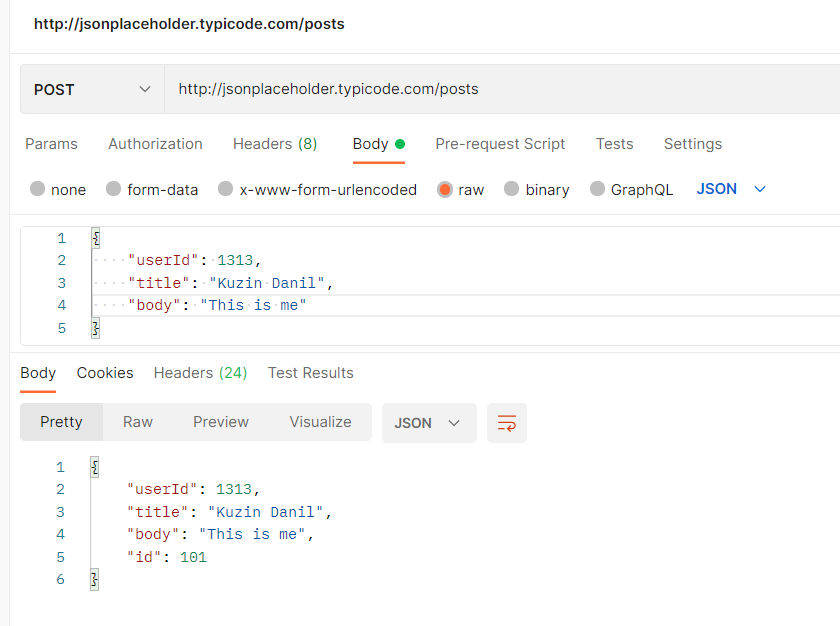 http://jsonplaceholder.typicode.com/posts
POST http://jsonplaceholder.typicode.com/posts
Params Authorization Headers (8) Body Pre-request Script Tests Settings
none form-data x-www-form-urlencoded raw binary GraphQL JSON
1 {
2 "userId": 1313,
3 "title": "Kuzin Danil",
4 "body": "This is me"
5 }
Body Cookies Headers (24) Test Results
Pretty Raw Preview Visualize JSON
1 {
2 "userId": 1313,
3 "title": "Kuzin Danil",
4 "body": "This is me",
5 "id": 101
6 }